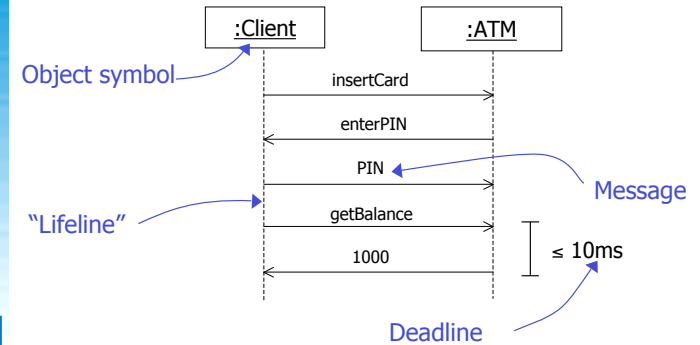 :Client
:ATM
Object symbol
insertCard
enterPIN
PIN
Message
"Lifeline"
getBalance
≤ 10ms
1000
Deadline